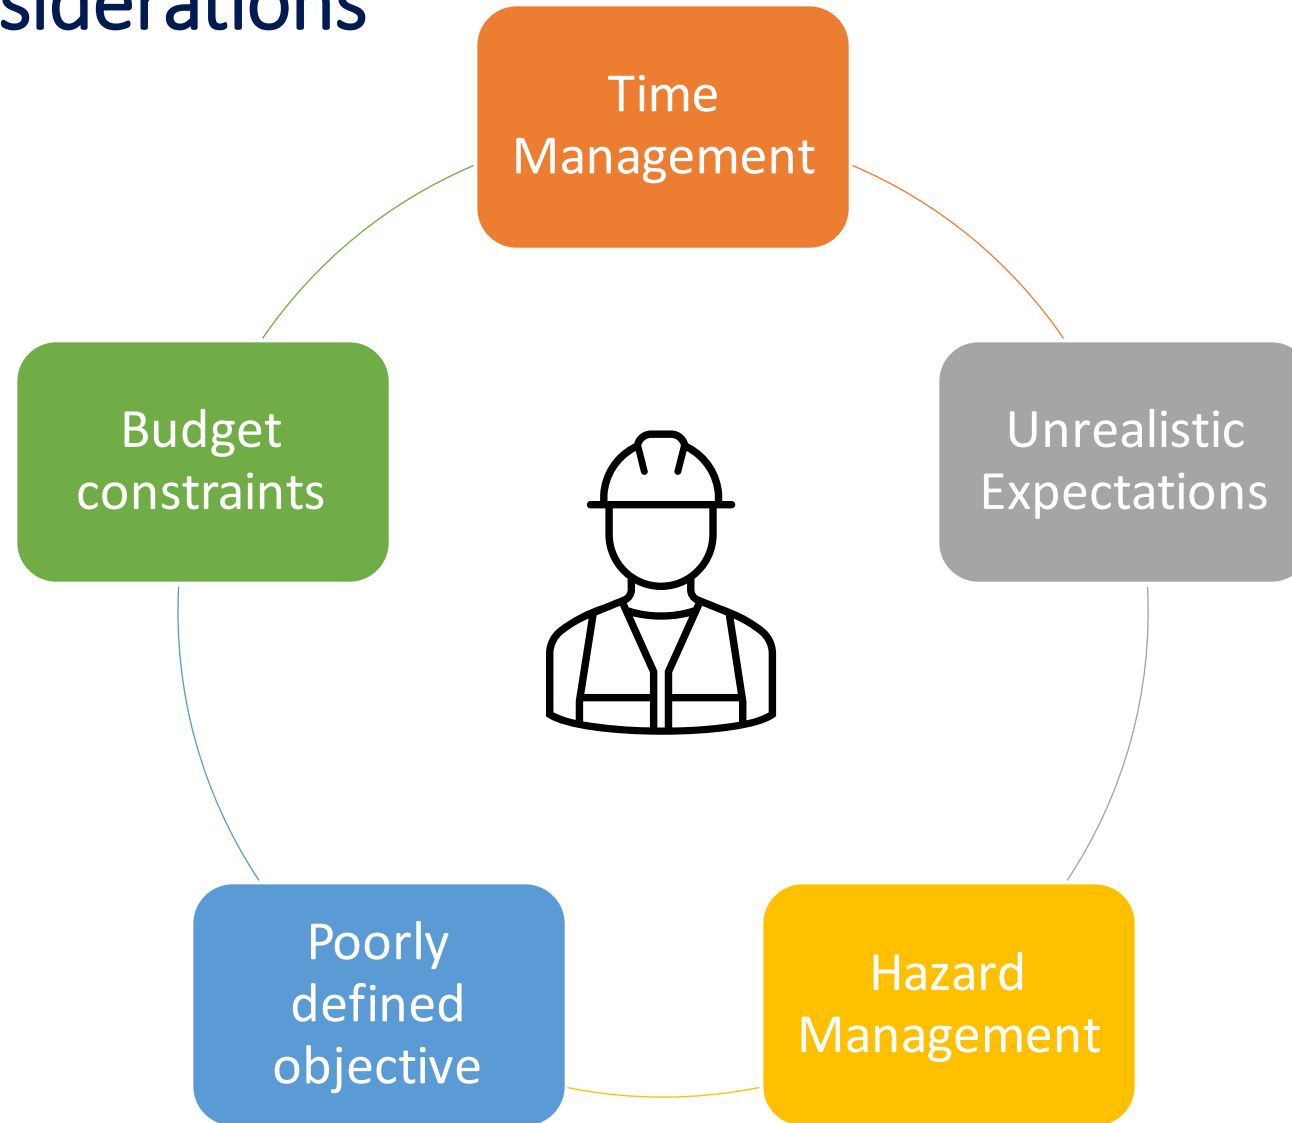 siderations
Time
Management
Budget
constraints
Unrealistic
Expectations
Poorly
defined
objective
Hazard
Management